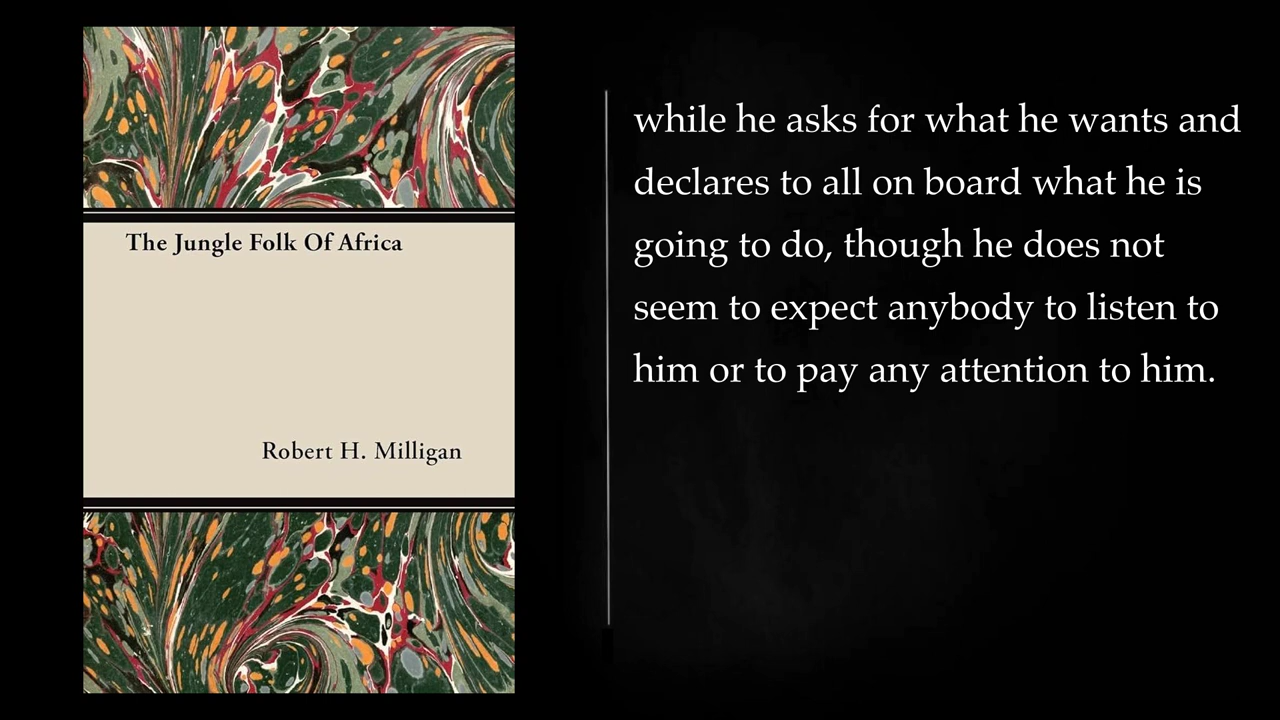 The Jungle Folk Of Africa
Robert H. Milligan
while he asks for what he wants and
declares to all on board what he is
going to do, though he does not
seem to expect anybody to listen to
him or to pay any attention to him.